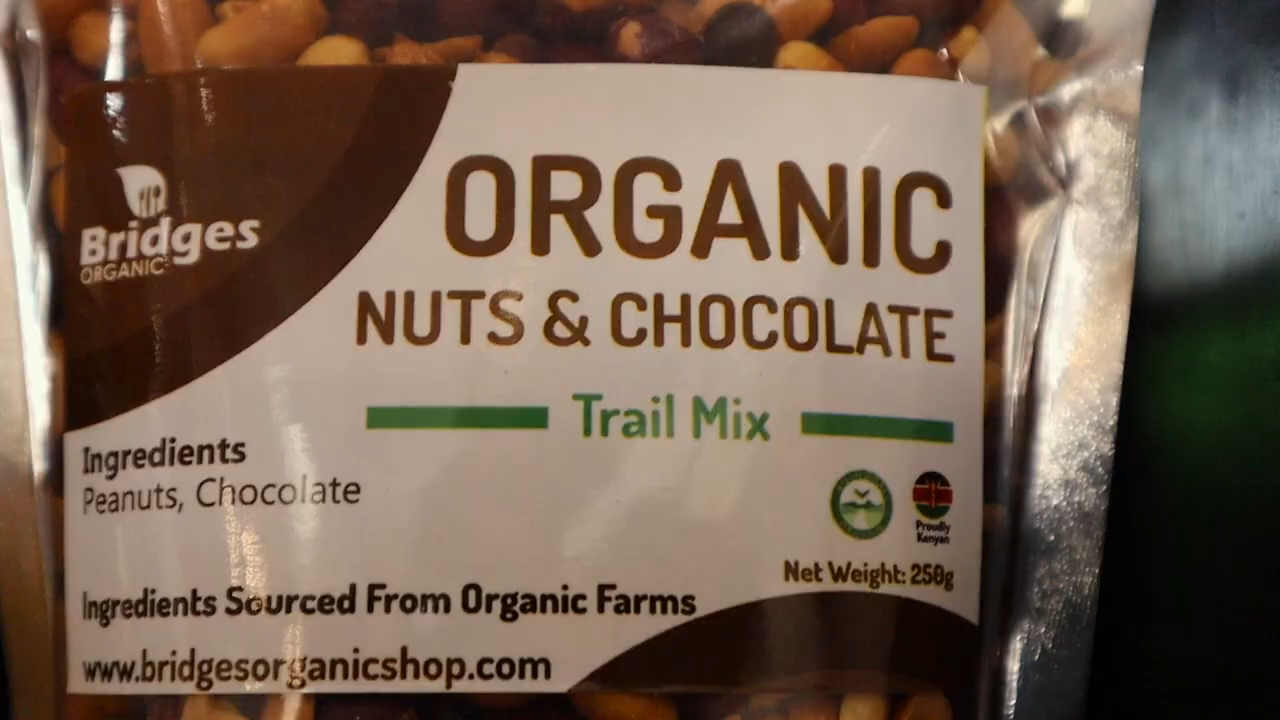 Bridges
ORGANIC
ORGANIC
NUTS & CHOCOLATE
Trail Mix
Ingredients
Peanuts, Chocolate
Proudly
Kenyan
Net Weight: 250g
Ingredients Sourced From Organic Farms
www.bridgesorganicshop.com